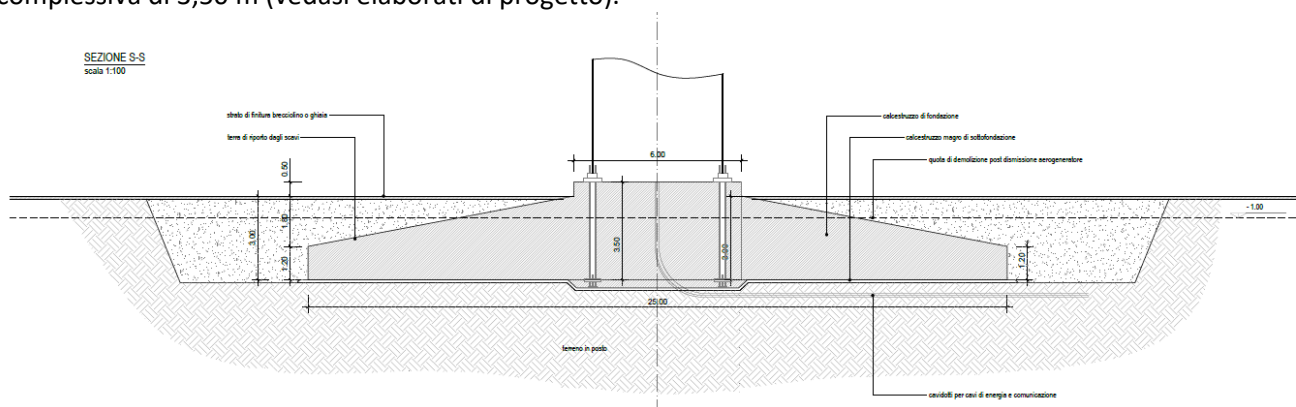 complessiva di 3,50 m (vedasi elaborati di progetto).
SEZIONE S-S
scala 1:100
strato di finitura brecciolino o ghiaia
calcestruzzo di fondazione
terra di riporto dagli scavi
calcestruzzo magro di sottofondazione
6.00
quota di demolizione post dismissione aerogeneratore
0.50
- 1.00
1.80
3.00
3.50
3.00
1.20
1.20
25.00
terreno in posto
cavidotti per cavi di energia e comunicazione